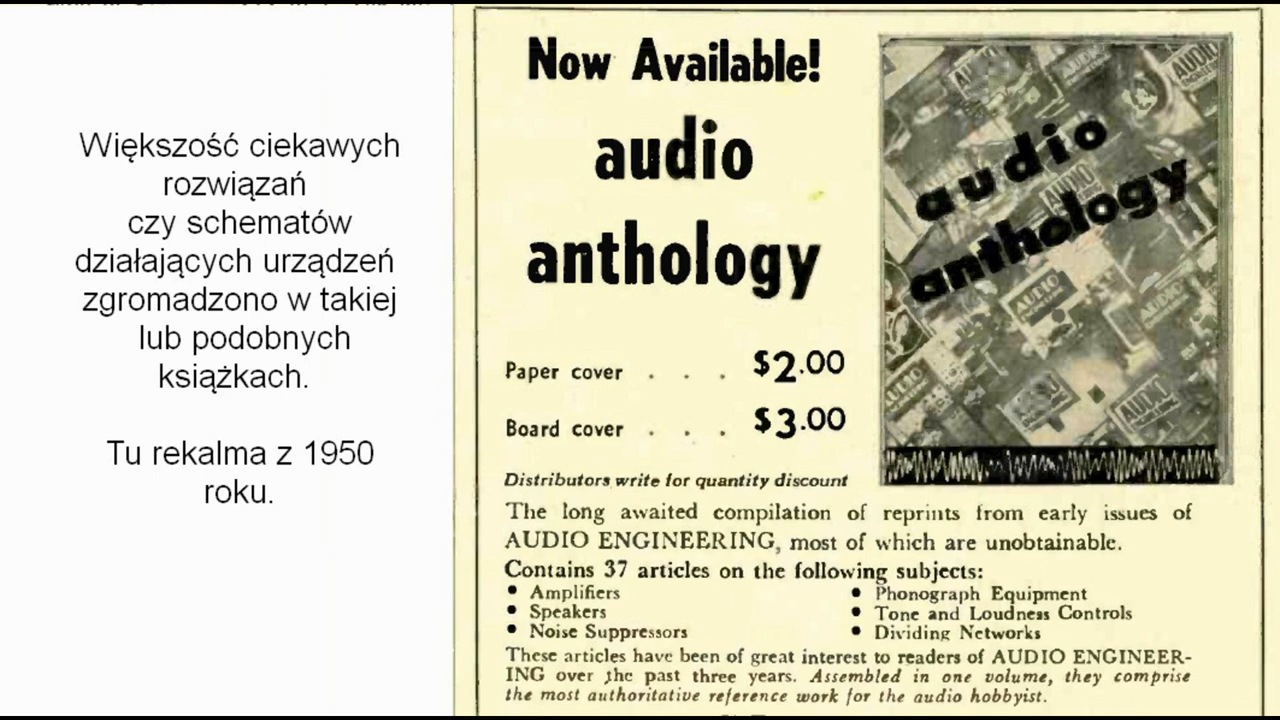 Większość ciekawych
rozwiązań
czy schematów
działających urządzeń
zgromadzono w takiej
lub podobnych
książkach.
Tu rekalma z 1950
roku.
Now Available!
audio
anthology
Paper cover . . . $2.00
Board cover . . . $3.00
Distributors write for quantity discount
audio
anthology
AUDIO
AUDIO
AUDIO
AUDIO
AUDIO
The long awaited compilation of reprints from early issues of
AUDIO ENGINEERING, most of which are unobtainable.
Contains 37 articles on the following subjects:
• Amplifiers
• Speakers
• Noise Suppressors
• Phonograph Equipment
• Tone and Loudness Controls
• Dividing Networks
These articles have been of great interest to readers of AUDIO ENGINEER-
ING over the past three years. Assembled in one volume, they comprise
the most authoritative reference work for the audio hobbyist.